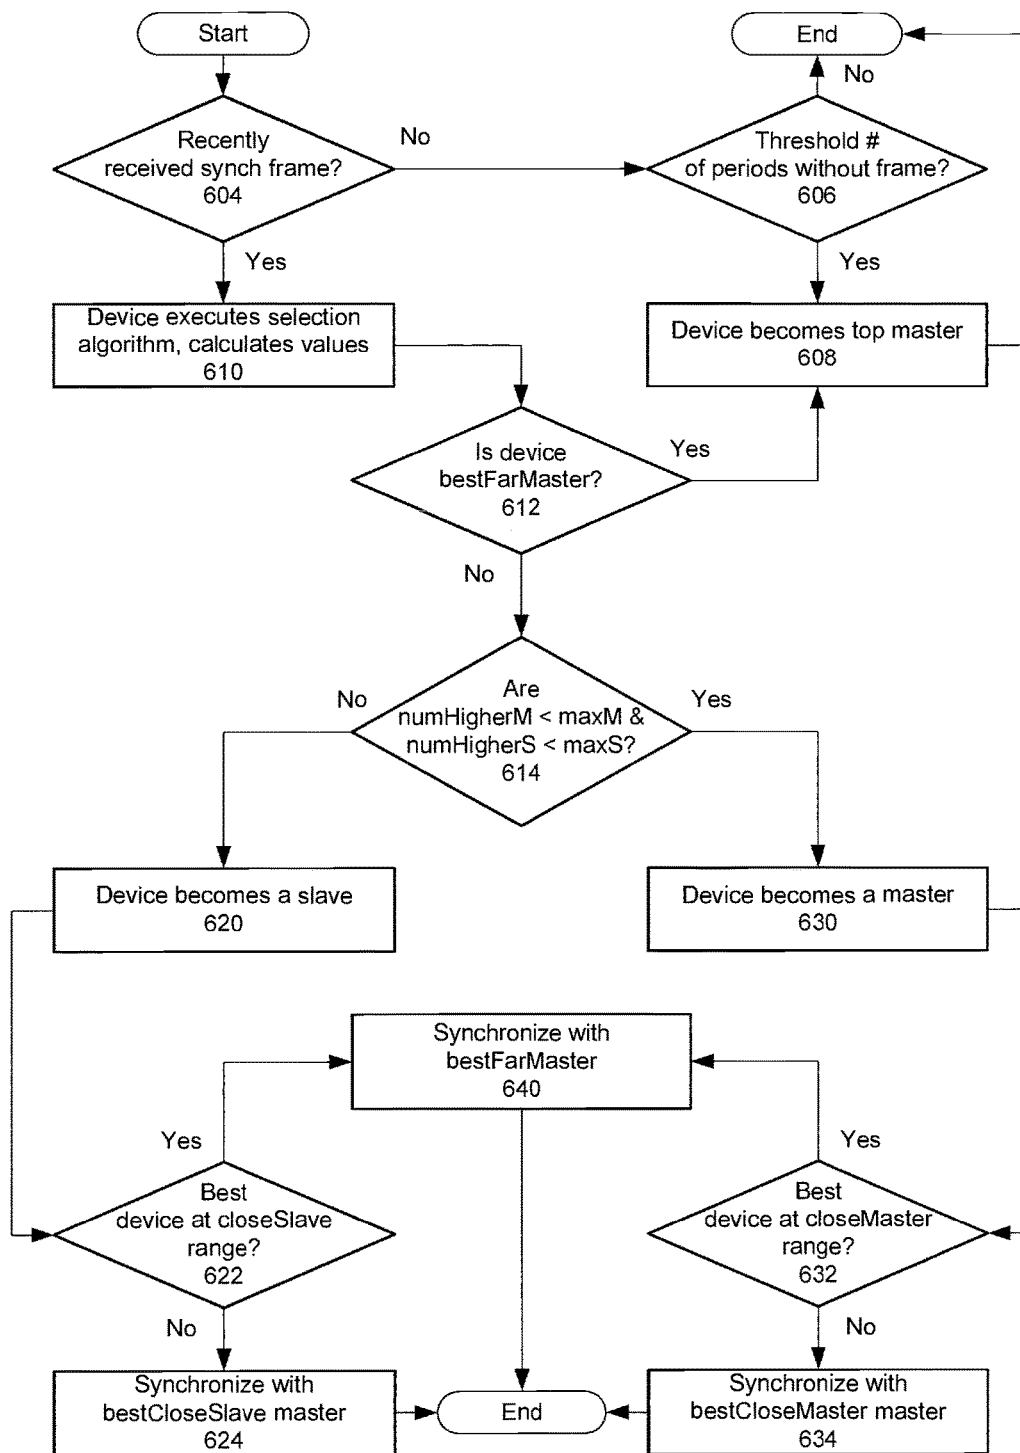 Start
End
No
Recently
received synch frame?
604
No
Threshold #
of periods without frame?
606
Yes
Yes
Device executes selection
algorithm, calculates values
610
Device becomes top master
608
Is device
bestFarMaster?
612
Yes
No
No
Are
numHigherM < maxM &
numHigherS < maxS?
614
Yes
Device becomes a slave
620
Device becomes a master
630
Synchronize with
bestFarMaster
640
Yes
Yes
Best
device at closeSlave
range?
622
Best
device at closeMaster
range?
632
No
No
Synchronize with
bestCloseSlave master
624
End
Synchronize with
bestCloseMaster master
634